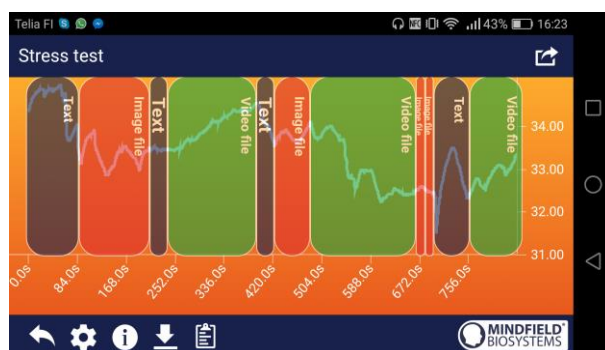 Telia FI
43% 16:23
Stress test
Text
Image file
Text
Video file
Text
Image file
Video file
Image file
Image file
Text
Video file
34.00
33.00
32.00
31.00
0.0s 84.0s 168.0s 252.0s 336.0s 420.0s 504.0s 588.0s 672.0s 756.0s
MINDFIELD®
BIOSYSTEMS